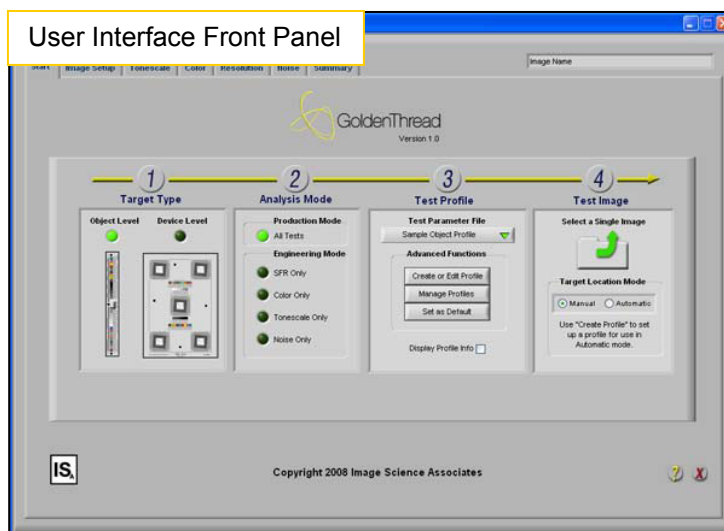 User Interface Front Panel
Start Image Setup Tonescale Color Resolution Noise Summary
Image Name
GoldenThread
Version 1.0
1 2 3 4
Target Type Analysis Mode Test Profile Test Image
Object Level Device Level
Production Mode
All Tests
Engineering Mode
SFR Only
Color Only
Tonescale Only
Noise Only
Test Parameter File
Sample Object Profile
Advanced Functions
Create or Edit Profile
Manage Profiles
Set as Default
Display Profile Info
Select a Single Image
Target Location Mode
Manual Automatic
Use "Create Profile" to set
up a profile for use in
Automatic mode.
ISA
Copyright 2008 Image Science Associates
? X